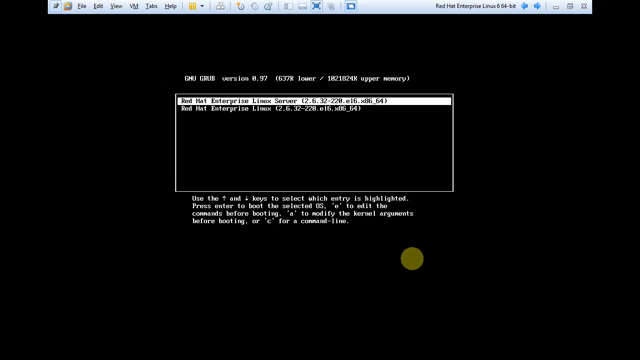 File Edit View VM Tabs Help
Red Hat Enterprise Linux 6 64-bit
GNU GRUB version 0.97 (637K lower / 1021824K upper memory)
Red Hat Enterprise Linux Server (2.6.32-220.el6.x86_64)
Red Hat Enterprise Linux (2.6.32-220.el6.x86_64)
Use the ↑ and ↓ keys to select which entry is highlighted.
Press enter to boot the selected OS, 'e' to edit the
commands before booting, 'a' to modify the kernel arguments
before booting, or 'c' for a command-line.